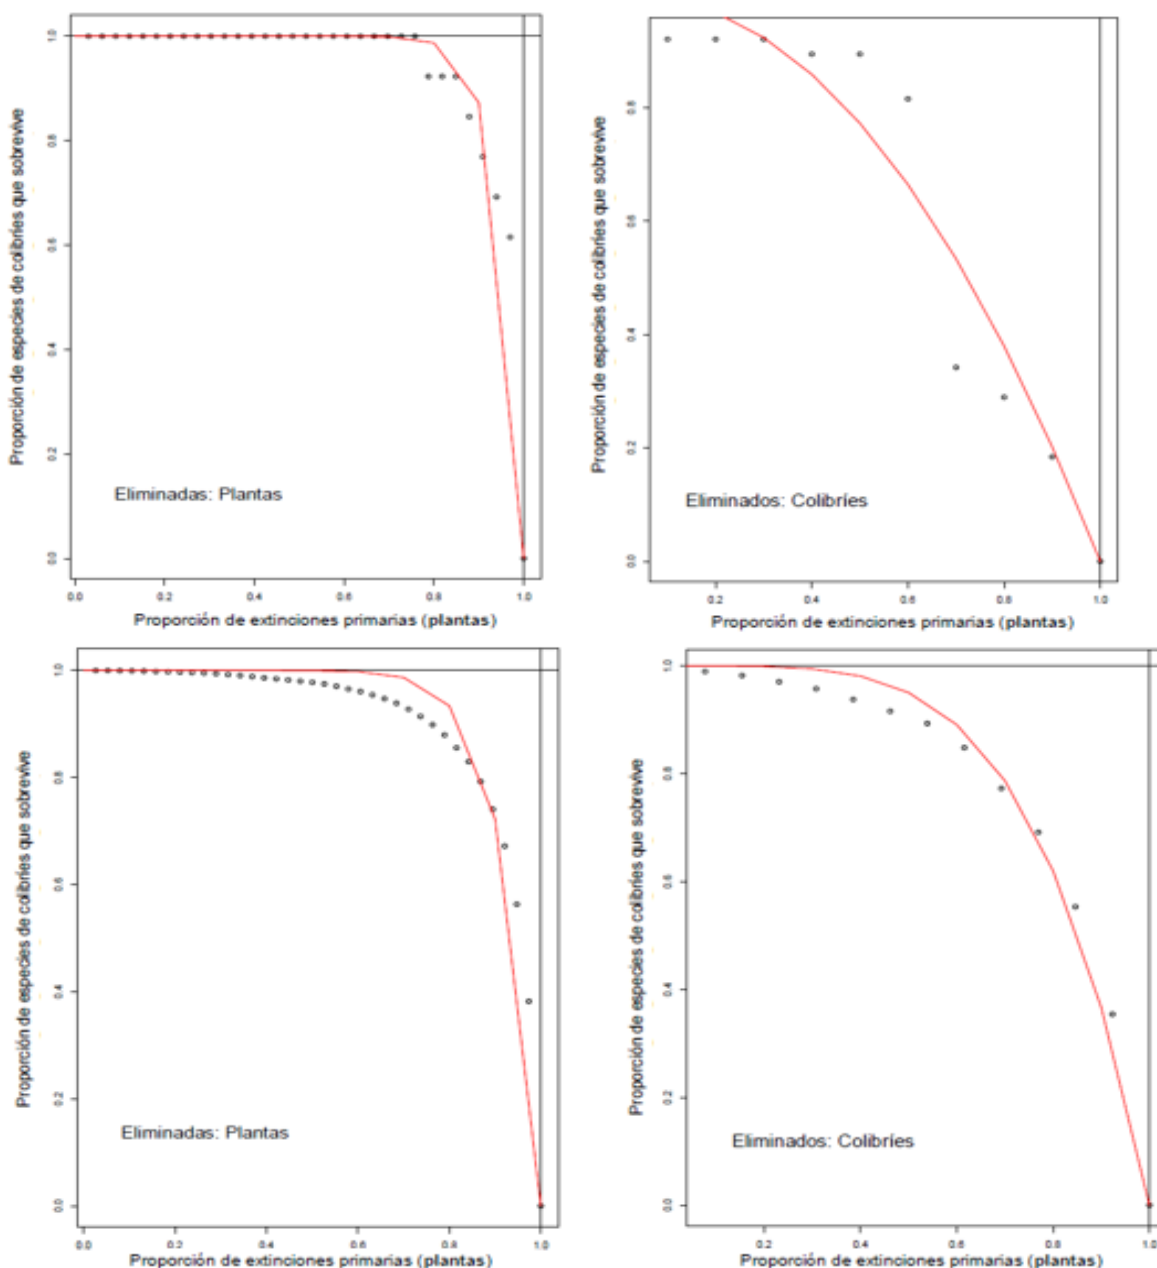 Proporción de especies de colibríes que sobrevive
1.0
0.8
0.6
0.4
0.2
0.0
Eliminadas: Plantas
0.0 0.2 0.4 0.6 0.8 1.0
Proporción de extinciones primarias (plantas)
Proporción de especies de colibríes que sobrevive
0.8
0.6
0.4
0.2
0.0
Eliminados: Colibríes
0.2 0.4 0.6 0.8 1.0
Proporción de extinciones primarias (plantas)
Proporción de especies de colibríes que sobrevive
1.0
0.8
0.6
0.4
0.2
0.0
Eliminadas: Plantas
0.0 0.2 0.4 0.6 0.8 1.0
Proporción de extinciones primarias (plantas)
Proporción de especies de colibríes que sobrevive
1.0
0.8
0.6
0.4
0.2
0.0
Eliminados: Colibríes
0.2 0.4 0.6 0.8 1.0
Proporción de extinciones primarias (plantas)